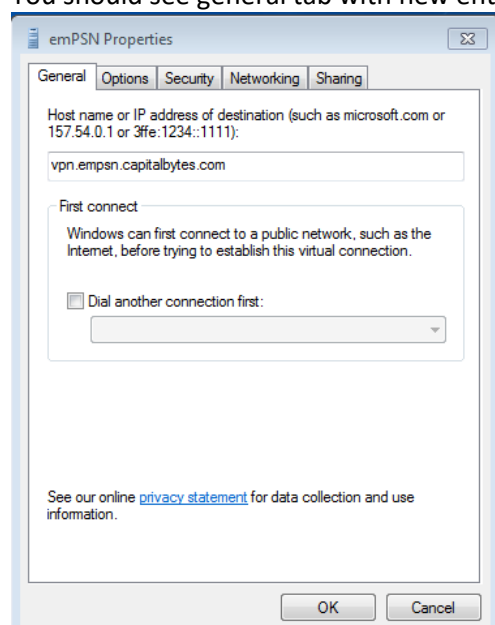 You should see general tab with new
emPSN Properties
General Options Security Networking Sharing
Host name or IP address of destination (such as microsoft.com or
157.54.0.1 or 3ffe:1234::1111):
vpn.empsn.capitalbytes.com
First connect
Windows can first connect to a public network, such as the
Internet, before trying to establish this virtual connection.
Dial another connection first:
See our online privacy statement for data collection and use
information.
OK Cancel